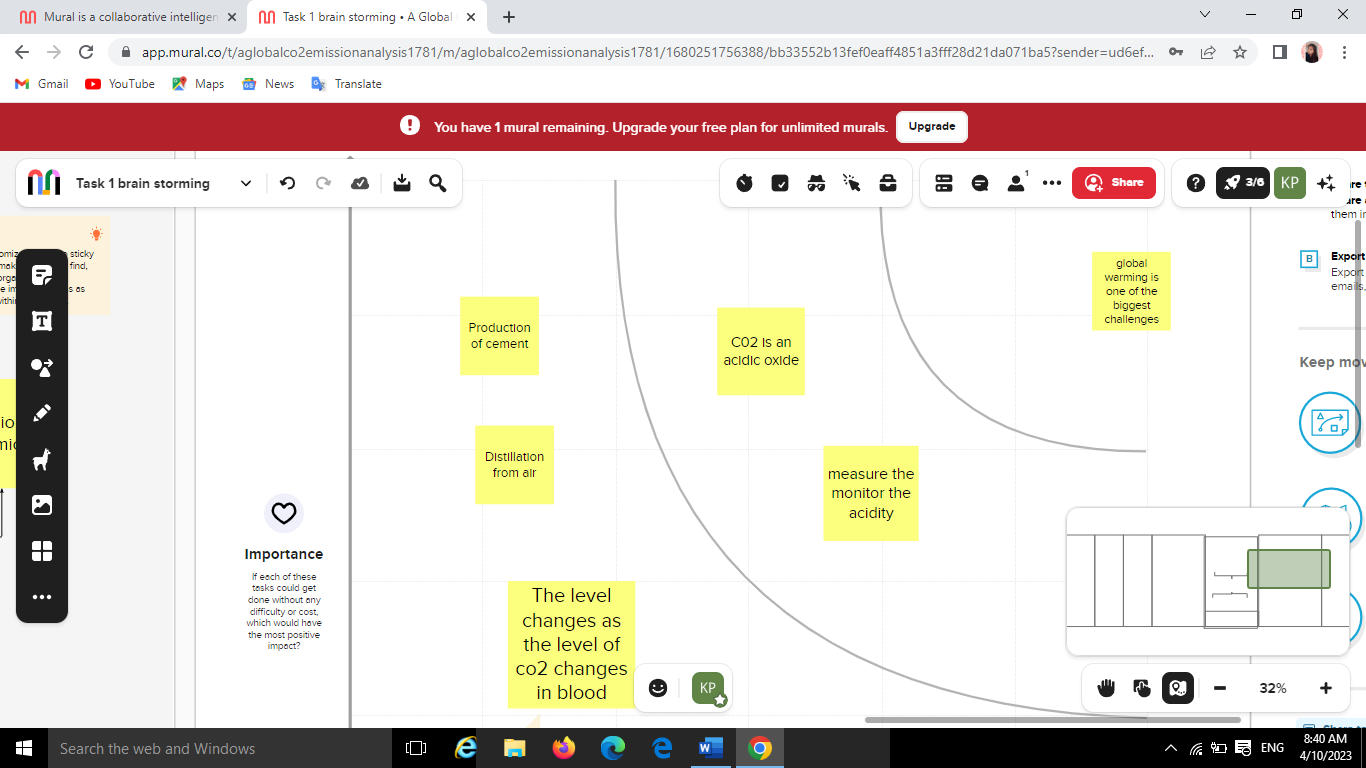 Mural is a collaborative intelligen
Task 1 brain storming • A Global
app.mural.co/t/aglobalco2emissionanalysis1781/m/aglobalco2emissionanalysis1781/1680251756388/bb33552b13fef0eaff4851a3fff28d21da071ba5?sender=ud6ef...
Gmail
YouTube
Maps
News
Translate
You have 1 mural remaining. Upgrade your free plan for unlimited murals.
Upgrade
Task 1 brain storming
1
Share
3/6
KP
them in
B
Export
Export
emails,
Keep mov
sticky
find,
as
Production
of cement
Distillation
from air
C02 is an
acidic oxide
measure the
monitor the
acidity
global
warming is
one of the
biggest
challenges
The level
changes as
the level of
co2 changes
in blood
Importance
If each of these
tasks could get
done without any
difficulty or cost,
which would have
the most positive
impact?
KP
32%
Search the web and Windows
ENG
8:40 AM
4/10/2023